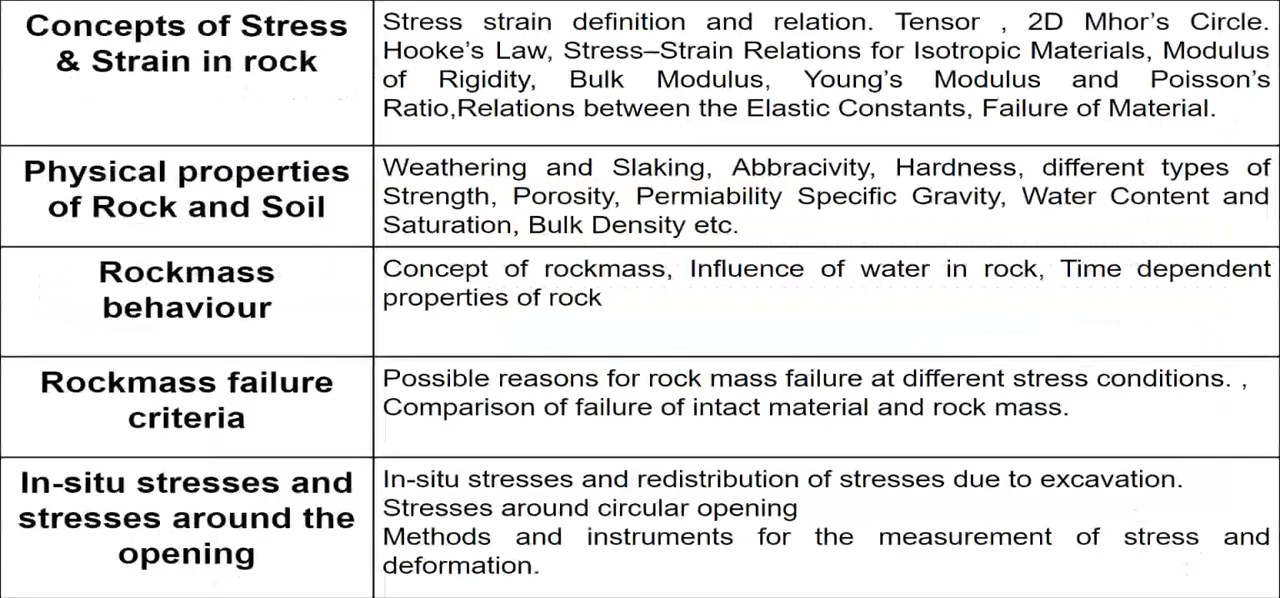 Concepts of Stress
& Strain in rock
Stress strain definition and relation. Tensor , 2D Mhor's Circle.
Hooke's Law, Stress–Strain Relations for Isotropic Materials, Modulus
of Rigidity, Bulk Modulus, Young's Modulus and Poisson's
Ratio,Relations between the Elastic Constants, Failure of Material.
Physical properties
of Rock and Soil
Weathering and Slaking, Abbracivity, Hardness, different types of
Strength, Porosity, Permiability Specific Gravity, Water Content and
Saturation, Bulk Density etc.
Rockmass
behaviour
Concept of rockmass, Influence of water in rock, Time dependent
properties of rock
Rockmass failure
criteria
Possible reasons for rock mass failure at different stress conditions. ,
Comparison of failure of intact material and rock mass.
In-situ stresses and
stresses around the
opening
In-situ stresses and redistribution of stresses due to excavation.
Stresses around circular opening
Methods and instruments for the measurement of stress and
deformation.